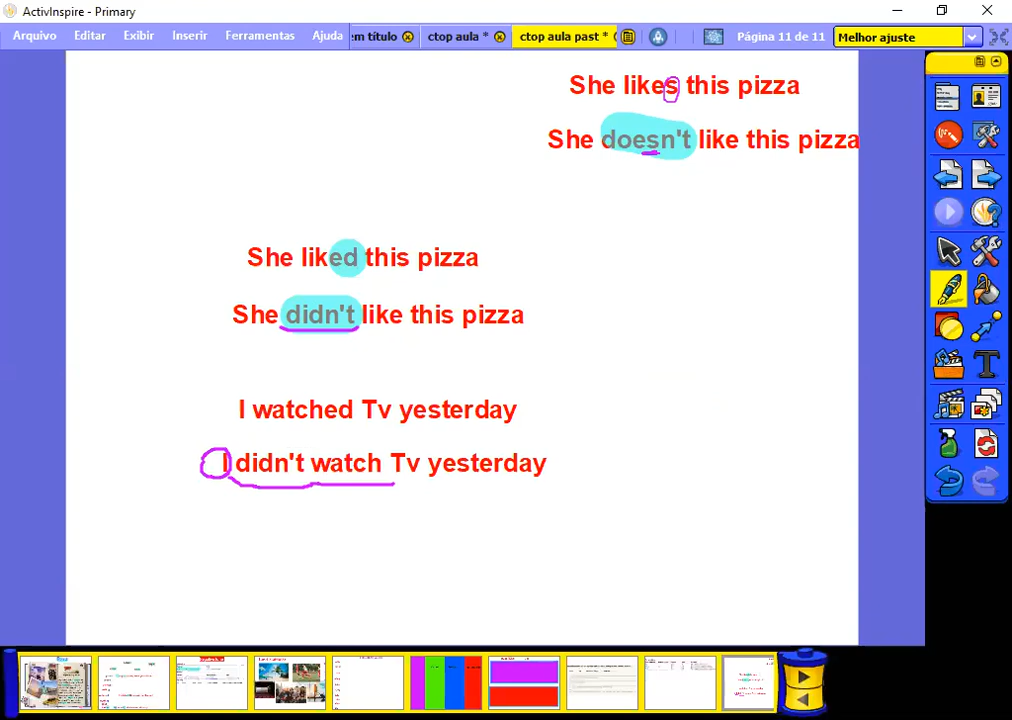 ActivInspire - Primary
Arquivo Editar Exibir Inserir Ferramentas Ajuda
em título ctop aula * ctop aula past * Página 11 de 11 Melhor ajuste
She likes this pizza
She doesn't like this pizza
She liked this pizza
She didn't like this pizza
I watched Tv yesterday
I didn't watch Tv yesterday